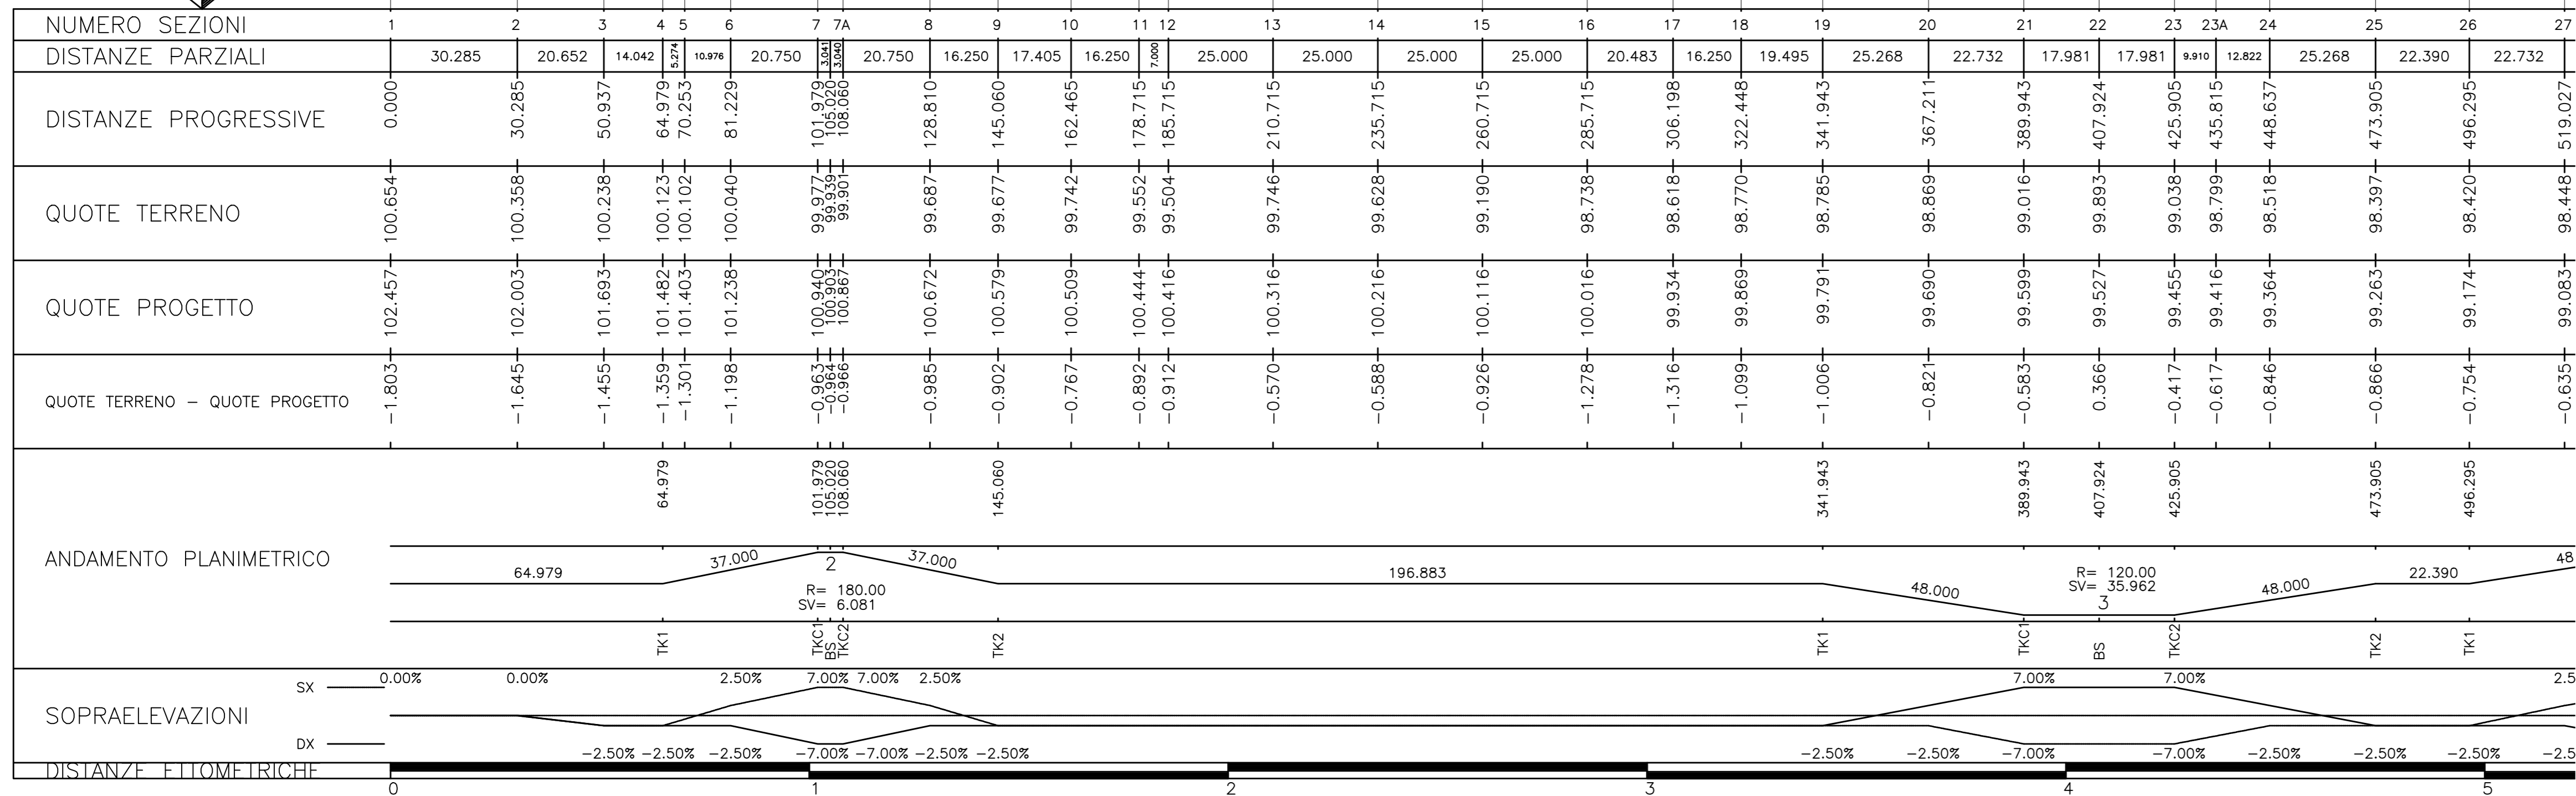 NUMERO SEZIONI 1 2 3 4 5 6 7 7A 8 9 10 11 12 13 14 15 16 17 18 19 20 21 22 23 23A 24 25 26 27
DISTANZE PARZIALI 30.285 20.652 14.042 5.274 10.976 20.750 3.041 3.040 20.750 16.250 17.405 16.250 7.000 25.000 25.000 25.000 25.000 20.483 16.250 19.495 25.268 22.732 17.981 17.981 9.910 12.822 25.268 22.390 22.732
DISTANZE PROGRESSIVE 0.000 30.285 50.937 64.979 70.253 81.229 101.979 105.020 108.060 128.810 145.060 162.465 178.715 185.715 210.715 235.715 260.715 285.715 306.198 322.448 341.943 367.211 389.943 407.924 425.905 435.815 448.637 473.905 496.295 519.027
QUOTE TERRENO 100.654 100.358 100.238 100.123 100.102 100.040 99.977 99.939 99.901 99.687 99.677 99.742 99.552 99.504 99.746 99.628 99.190 98.738 98.618 98.770 98.785 98.869 99.016 99.893 99.038 98.799 98.518 98.397 98.420 98.448
QUOTE PROGETTO 102.457 102.003 101.693 101.482 101.403 101.238 100.940 100.903 100.867 100.672 100.579 100.509 100.444 100.416 100.316 100.216 100.116 100.016 99.934 99.869 99.791 99.690 99.599 99.527 99.455 99.416 99.364 99.263 99.174 99.083
QUOTE TERRENO - QUOTE PROGETTO -1.803 -1.645 -1.455 -1.359 -1.301 -1.198 -0.963 -0.964 -0.966 -0.985 -0.902 -0.767 -0.892 -0.912 -0.570 -0.588 -0.926 -1.278 -1.316 -1.099 -1.006 -0.821 -0.583 0.366 -0.417 -0.617 -0.846 -0.866 -0.754 -0.635
64.979 101.979 105.020 108.060 145.060 341.943 389.943 407.924 425.905 473.905 496.295
ANDAMENTO PLANIMETRICO
64.979 37.000 2 37.000 196.883 48.000 R= 120.00 48.000 22.390 48
R= 180.00 SV= 35.962
SV= 6.081 3
TK1 TKC1 BS TKC2 TK2 TK1 TKC1 BS TKC2 TK2 TK1
SX 0.00% 0.00% 2.50% 7.00% 7.00% 2.50% 7.00% 7.00% 2.5
SOPRAELEVAZIONI
DX -2.50% -2.50% -2.50% -7.00% -7.00% -2.50% -2.50% -2.50% -2.50% -7.00% -7.00% -2.50% -2.50% -2.50% -2.5
DISTANZE ETTOMETRICHE
0 1 2 3 4 5